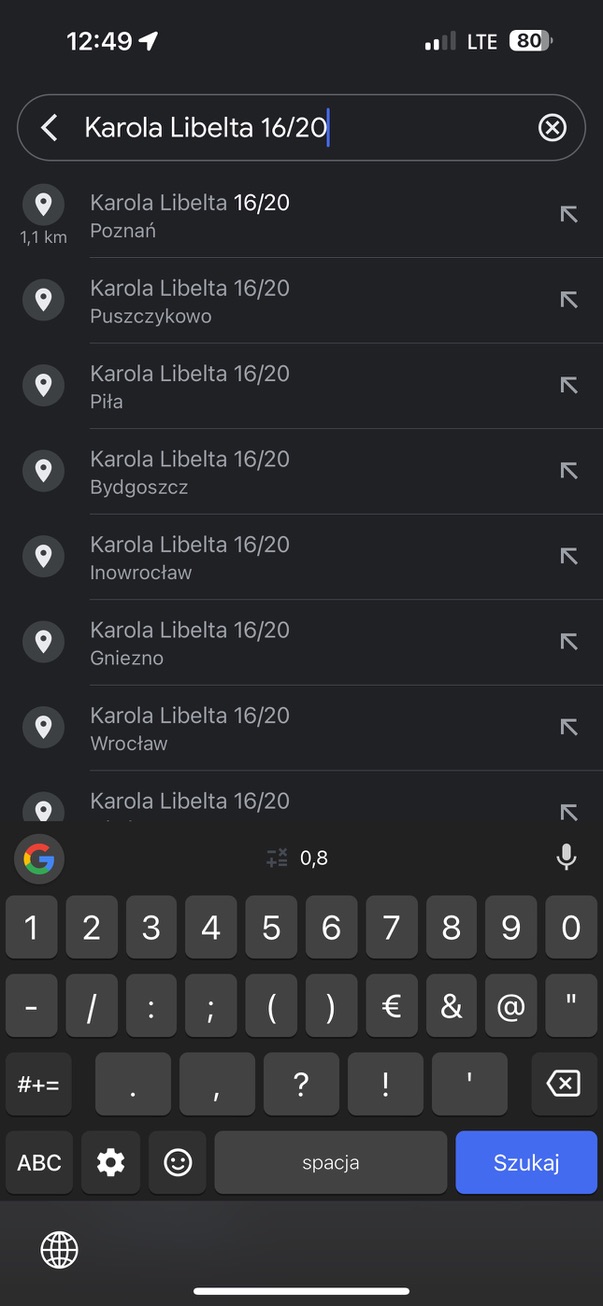 12:49
LTE 80
Karola Libelta 16/20
Karola Libelta 16/20
1,1 km
Poznań
Karola Libelta 16/20
Puszczykowo
Karola Libelta 16/20
Piła
Karola Libelta 16/20
Bydgoszcz
Karola Libelta 16/20
Inowrocław
Karola Libelta 16/20
Gniezno
Karola Libelta 16/20
Wrocław
Karola Libelta 16/20
0,8
1 2 3 4 5 6 7 8 9 0
- / : ; ( ) € & @ "
#+= . , ? ! '
ABC spacja Szukaj